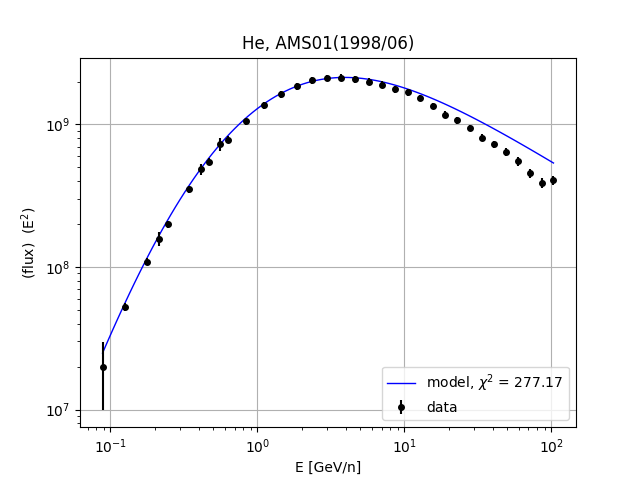 He, AMS01(1998/06)
(flux) (E²)
10⁹
10⁸
10⁷
10⁻¹ 10⁰ 10¹ 10²
E [GeV/n]
model, χ² = 277.17
data